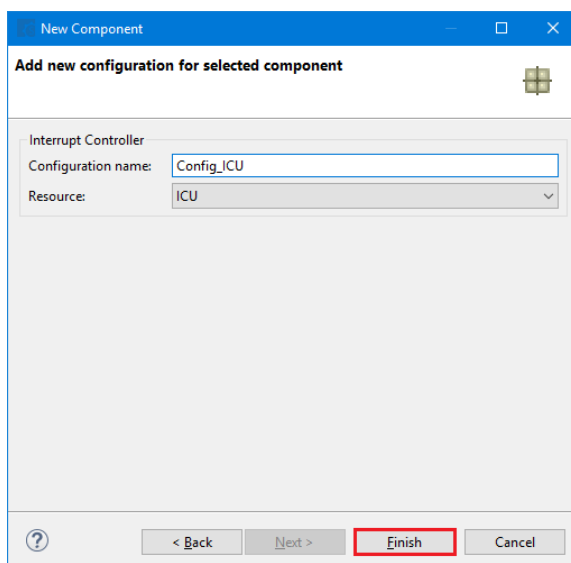 New Component
Add new configuration for selected component
Interrupt Controller
Configuration name: Config_ICU
Resource: ICU
?
< Back Next > Finish Cancel